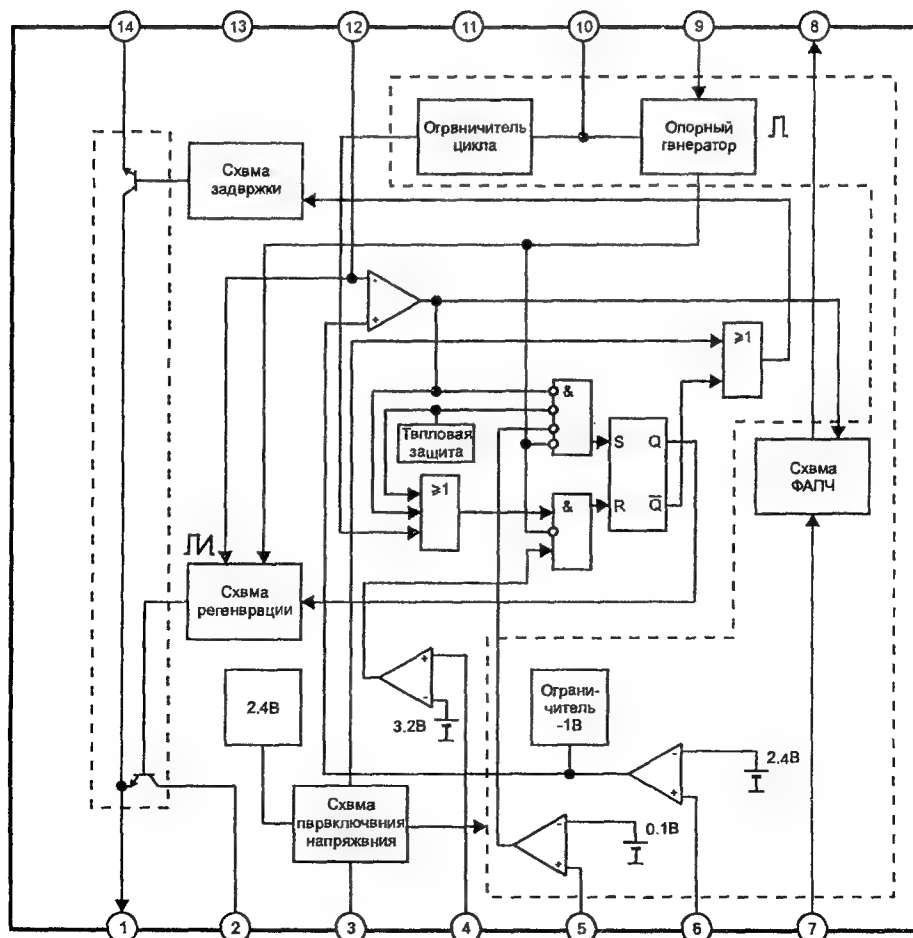 14 13 12 11 10 9 8
Огрвничитель
цикла
Опорный
гвнератор
Схвма
задвржки
-
+
≥1
&
Твпловая
защита
S Q
R Q̅
≥1
&
Схвма
ФАПЧ
Схвма
регенврации
2.4В
+
-
3.2В
Ограни-
читель
-1В
-
+
2.4В
Схвма
пврвключвния
напряжвния
-
+
0.1В
1 2 3 4 5 6 7